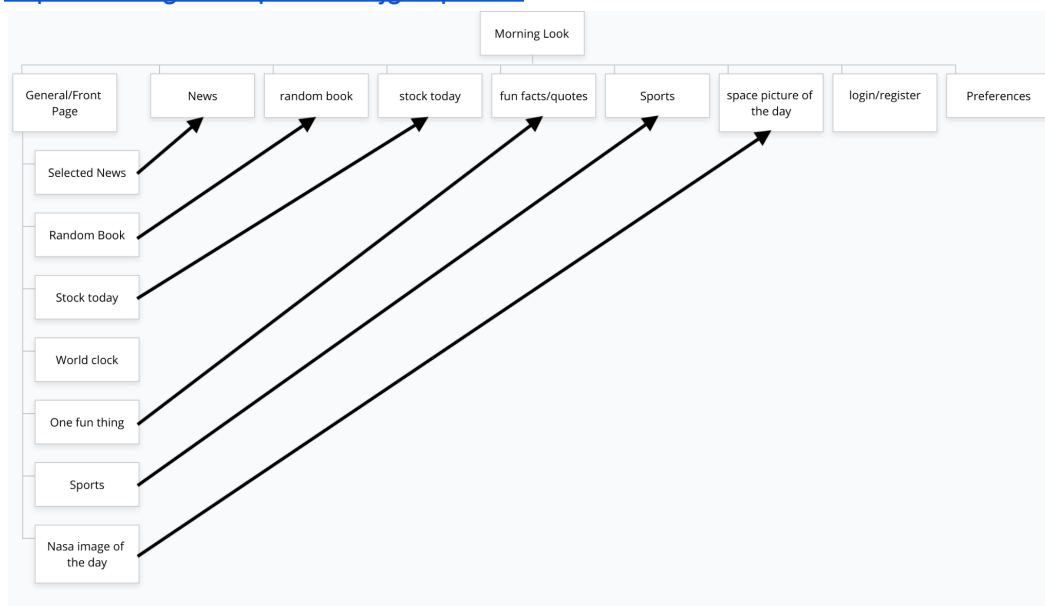 Morning Look
General/Front
Page
News
random book
stock today
fun facts/quotes
Sports
space picture of
the day
login/register
Preferences
Selected News
Random Book
Stock today
World clock
One fun thing
Sports
Nasa image of
the day